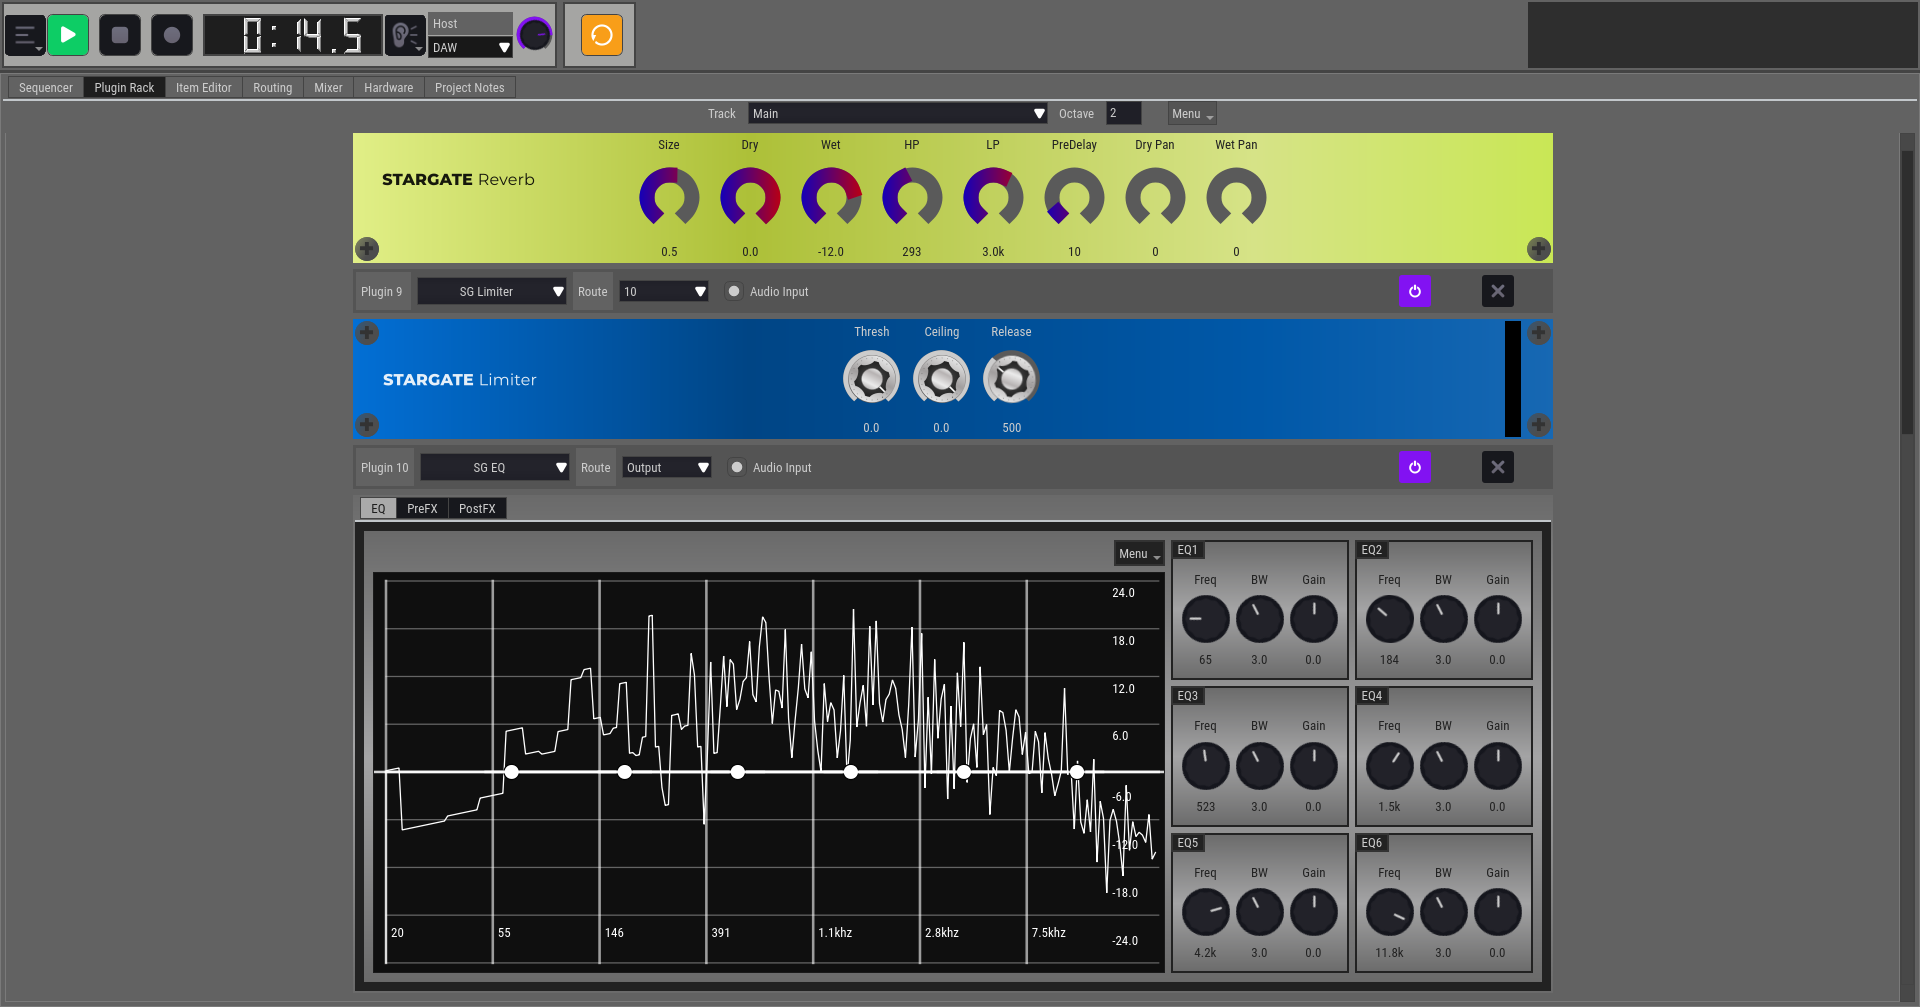 0:14.5
Host
DAW
Sequencer Plugin Rack Item Editor Routing Mixer Hardware Project Notes
Track Main Octave 2 Menu
STARGATE Reverb
Size Dry Wet HP LP PreDelay Dry Pan Wet Pan
0.5 0.0 -12.0 293 3.0k 10 0 0
Plugin 9 SG Limiter Route 10 Audio Input
STARGATE Limiter
Thresh Ceiling Release
0.0 0.0 500
Plugin 10 SG EQ Route Output Audio Input
EQ PreFX PostFX
Menu
24.0
18.0
12.0
6.0
-6.0
-12.0
-18.0
-24.0
20 55 146 391 1.1khz 2.8khz 7.5khz
EQ1
Freq BW Gain
65 3.0 0.0
EQ2
Freq BW Gain
184 3.0 0.0
EQ3
Freq BW Gain
523 3.0 0.0
EQ4
Freq BW Gain
1.5k 3.0 0.0
EQ5
Freq BW Gain
4.2k 3.0 0.0
EQ6
Freq BW Gain
11.8k 3.0 0.0